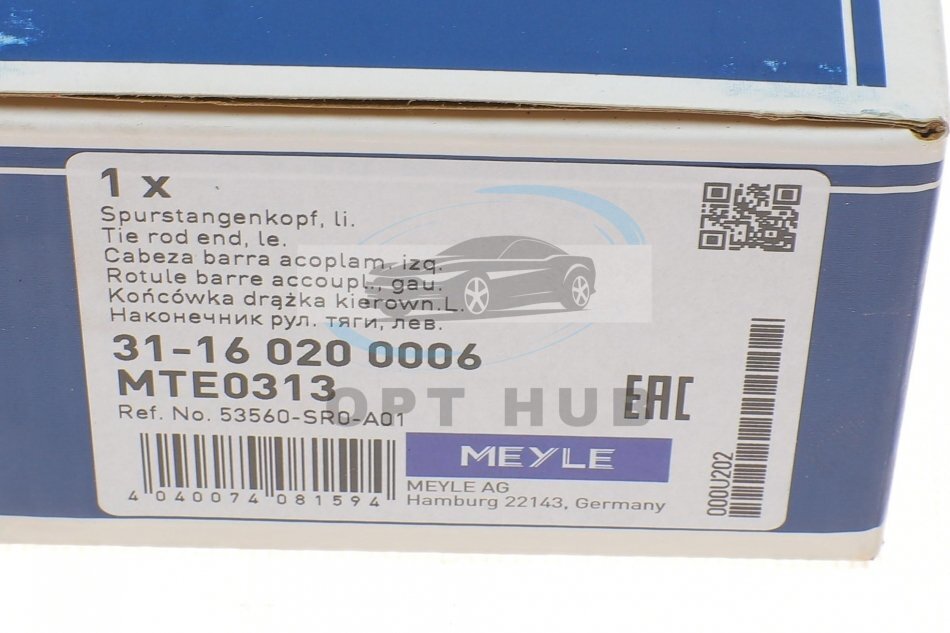 1 x
Spurstangenkopf, li.
Tie rod end, le.
Cabeza barra acoplam. izq.
Rotule barre accoupl., gau.
Końcówka drążka kierown.L.
Наконечник рул. тяги, лев.
31-16 020 0006
MTE0313
OPT HUB
EAC
Ref. No. 53560-SR0-A01
MEYLE
4 040074 081594
MEYLE AG
Hamburg 22143, Germany
000U202